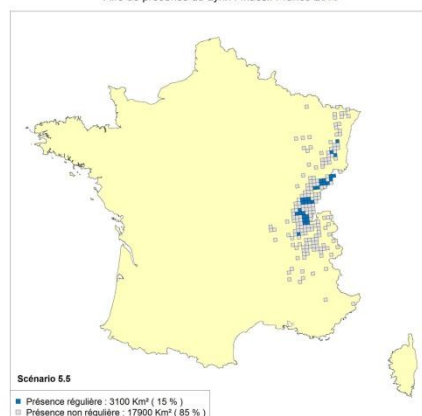 Scénario 5.5
Présence régulière : 3100 Km² ( 15 % )
Présence non régulière : 17900 Km² ( 85 % )